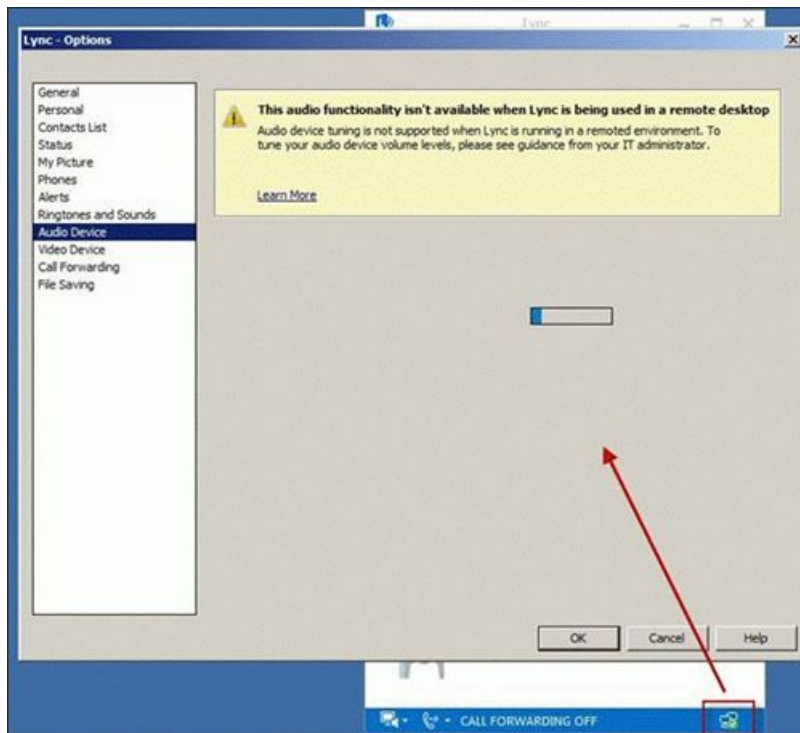 Lync
Lync - Options
General
Personal
Contacts List
Status
My Picture
Phones
Alerts
Ringtones and Sounds
Audio Device
Video Device
Call Forwarding
File Saving
This audio functionality isn't available when Lync is being used in a remote desktop
Audio device tuning is not supported when Lync is running in a remoted environment. To
tune your audio device volume levels, please see guidance from your IT administrator.
Learn More
OK Cancel Help
CALL FORWARDING OFF